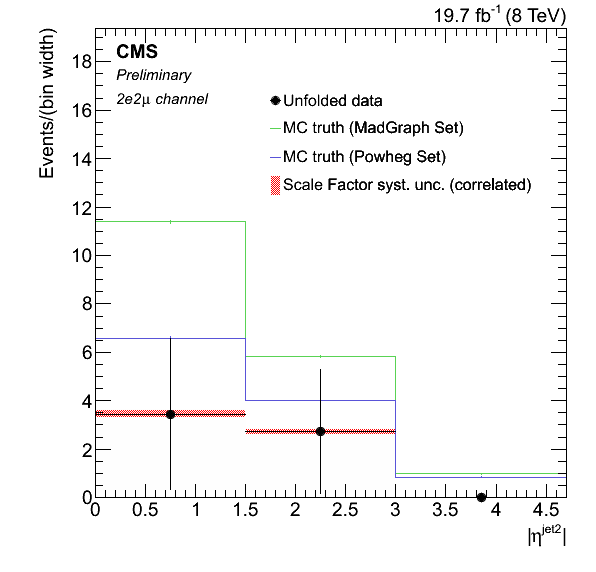 19.7 fb⁻¹ (8 TeV)
CMS
Preliminary
2e2μ channel
Events/(bin width)
Unfolded data
MC truth (MadGraph Set)
MC truth (Powheg Set)
Scale Factor syst. unc. (correlated)
18
16
14
12
10
8
6
4
2
0
0 0.5 1 1.5 2 2.5 3 3.5 4 4.5
|η^jet2|